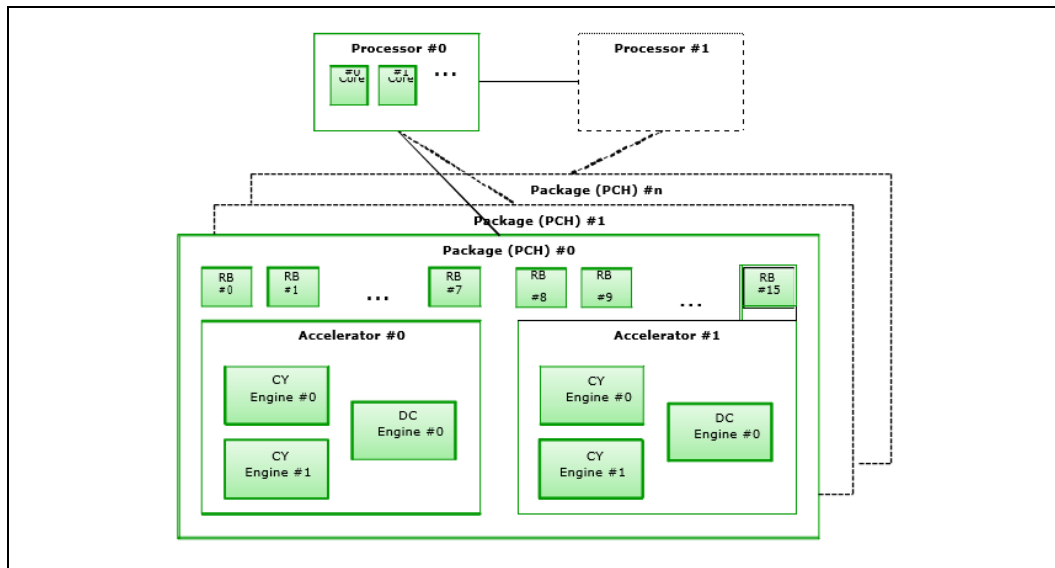 Processor #0
Processor #1
#0
Core
#1
Core
...
Package (PCH) #n
Package (PCH) #1
Package (PCH) #0
RB
#0
RB
#1
...
RB
#7
RB
#8
RB
#9
...
RB
#15
Accelerator #0
Accelerator #1
CY
Engine #0
DC
Engine #0
CY
Engine #1
CY
Engine #0
DC
Engine #0
CY
Engine #1